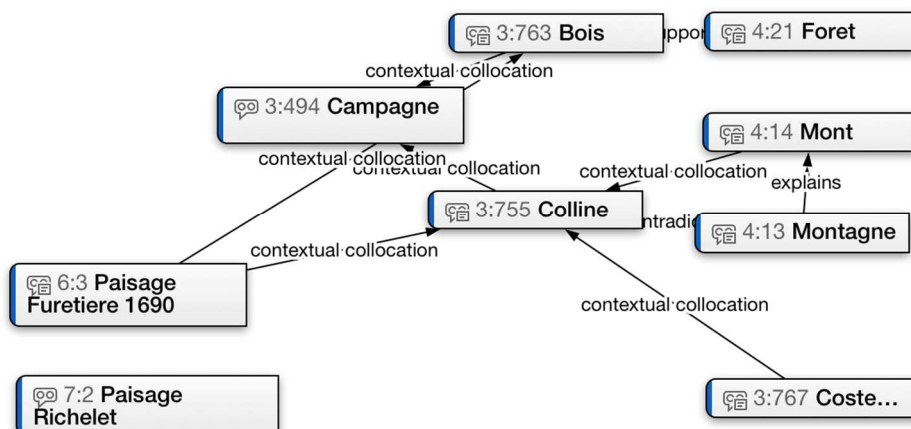 3:763 Bois
ppor
4:21 Foret
contextual collocation
3:494 Campagne
4:14 Mont
contextual collocation
contextual collocation
contextual collocation
explains
3:755 Colline
ntradic
4:13 Montagne
contextual collocation
6:3 Paisage
Furetiere 1690
contextual collocation
7:2 Paisage
Richelet
3:767 Coste...